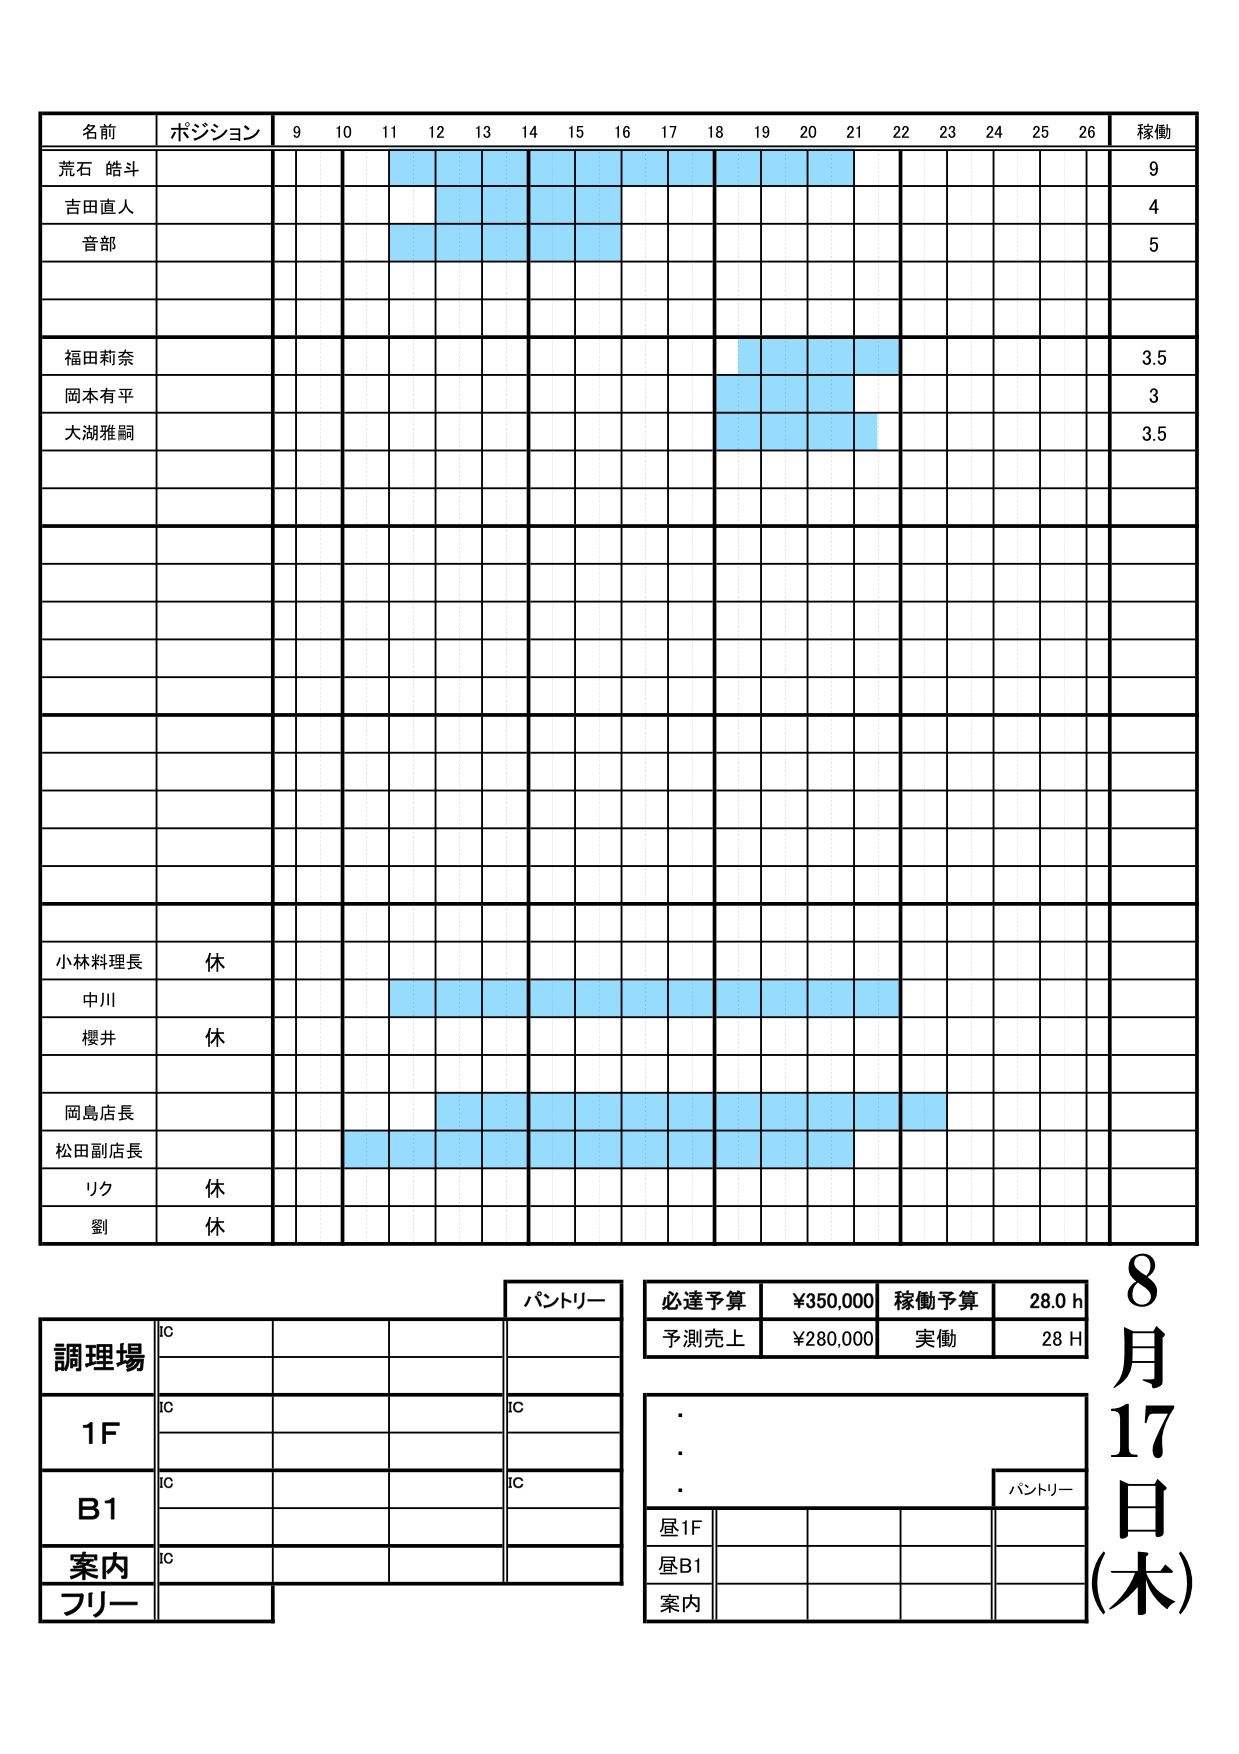 名前 ポジション 9 10 11 12 13 14 15 16 17 18 19 20 21 22 23 24 25 26 稼働
荒石 皓斗 9
吉田直人 4
音部 5
福田莉奈 3.5
岡本有平 3
大湖雅嗣 3.5
小林料理長 休
中川
櫻井 休
岡島店長
松田副店長
リク 休
劉 休
パントリー
調理場 IC
1F IC IC
B1 IC IC
案内 IC
フリー
必達予算 ¥350,000 稼働予算 28.0 h
予測売上 ¥280,000 実働 28 H
・
・
・ パントリー
昼1F
昼B1
案内
8月17日(木)